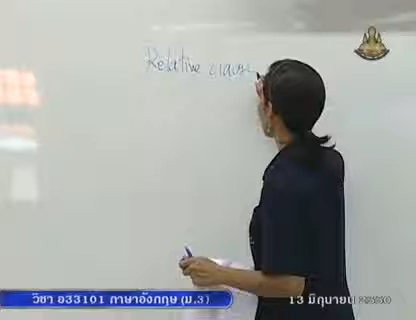 Relative clause
วิชา อ33101 ภาษาอังกฤษ (ม.3)
13 มิถุนายน 2550